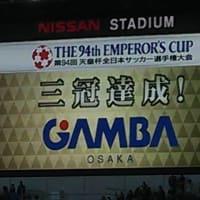 NISSAN STADIUM
THE 94th EMPEROR'S CUP
第94回 天皇杯全日本サッカー選手権大会
三冠達成!
GAMBA
OSAKA